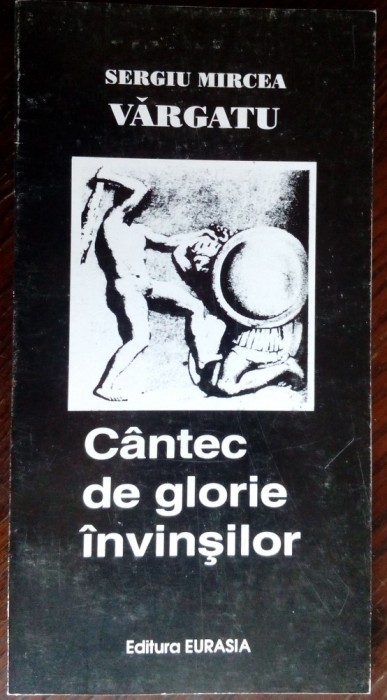 SERGIU MIRCEA
VĂRGATU
Cântec
de glorie
învinşilor
Editura EURASIA